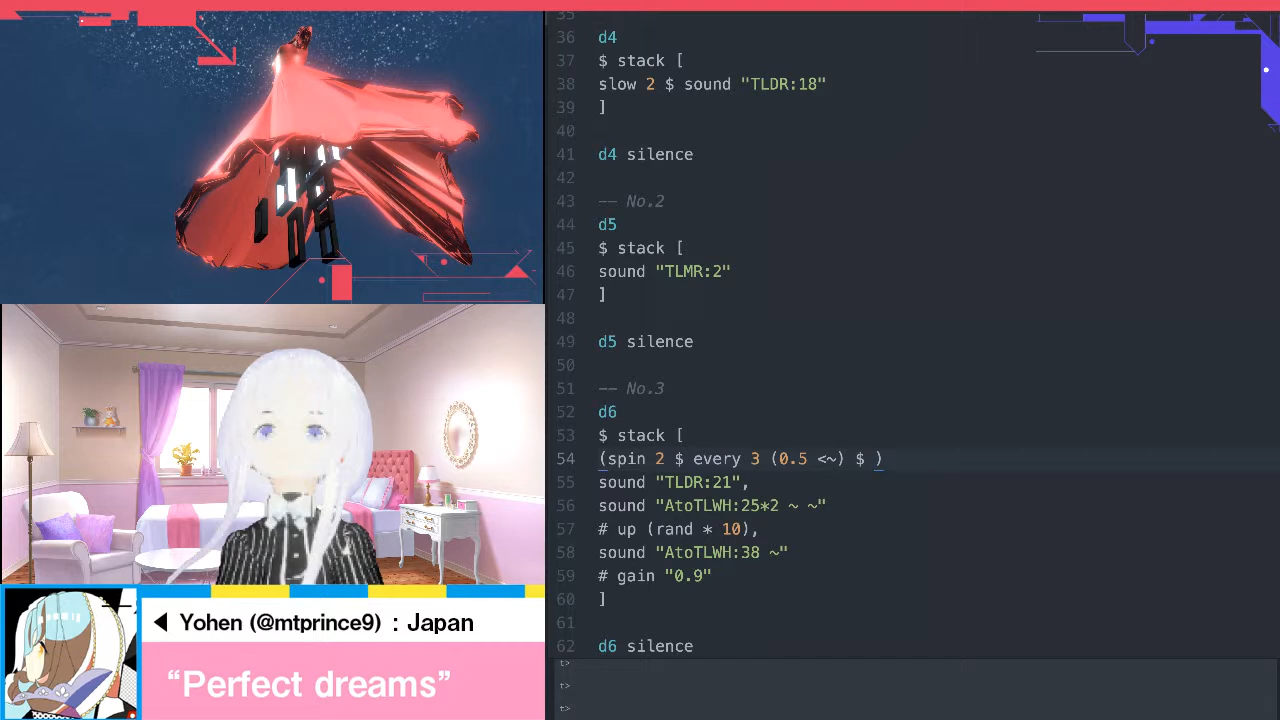 35
36 d4
37 $ stack [
38 slow 2 $ sound "TLDR:18"
39 ]
40
41 d4 silence
42
43 -- No.2
44 d5
45 $ stack [
46 sound "TLMR:2"
47 ]
48
49 d5 silence
50
51 -- No.3
52 d6
53 $ stack [
54 (spin 2 $ every 3 (0.5 <~) $ )
55 sound "TLDR:21",
56 sound "AtoTLWH:25*2 ~ ~"
57 # up (rand * 10),
58 sound "AtoTLWH:38 ~"
59 # gain "0.9"
60 ]
61
62 d6 silence
t>
t>
t>
Yohen (@mtprince9) : Japan
“Perfect dreams”